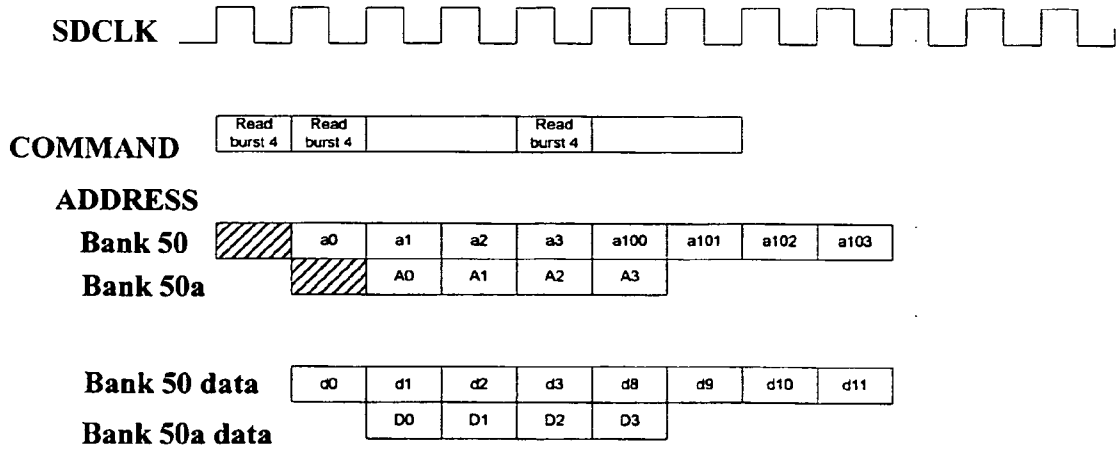 SDCLK
COMMAND Read burst 4 Read burst 4 Read burst 4
ADDRESS
Bank 50 a0 a1 a2 a3 a100 a101 a102 a103
Bank 50a A0 A1 A2 A3
Bank 50 data d0 d1 d2 d3 d8 d9 d10 d11
Bank 50a data D0 D1 D2 D3